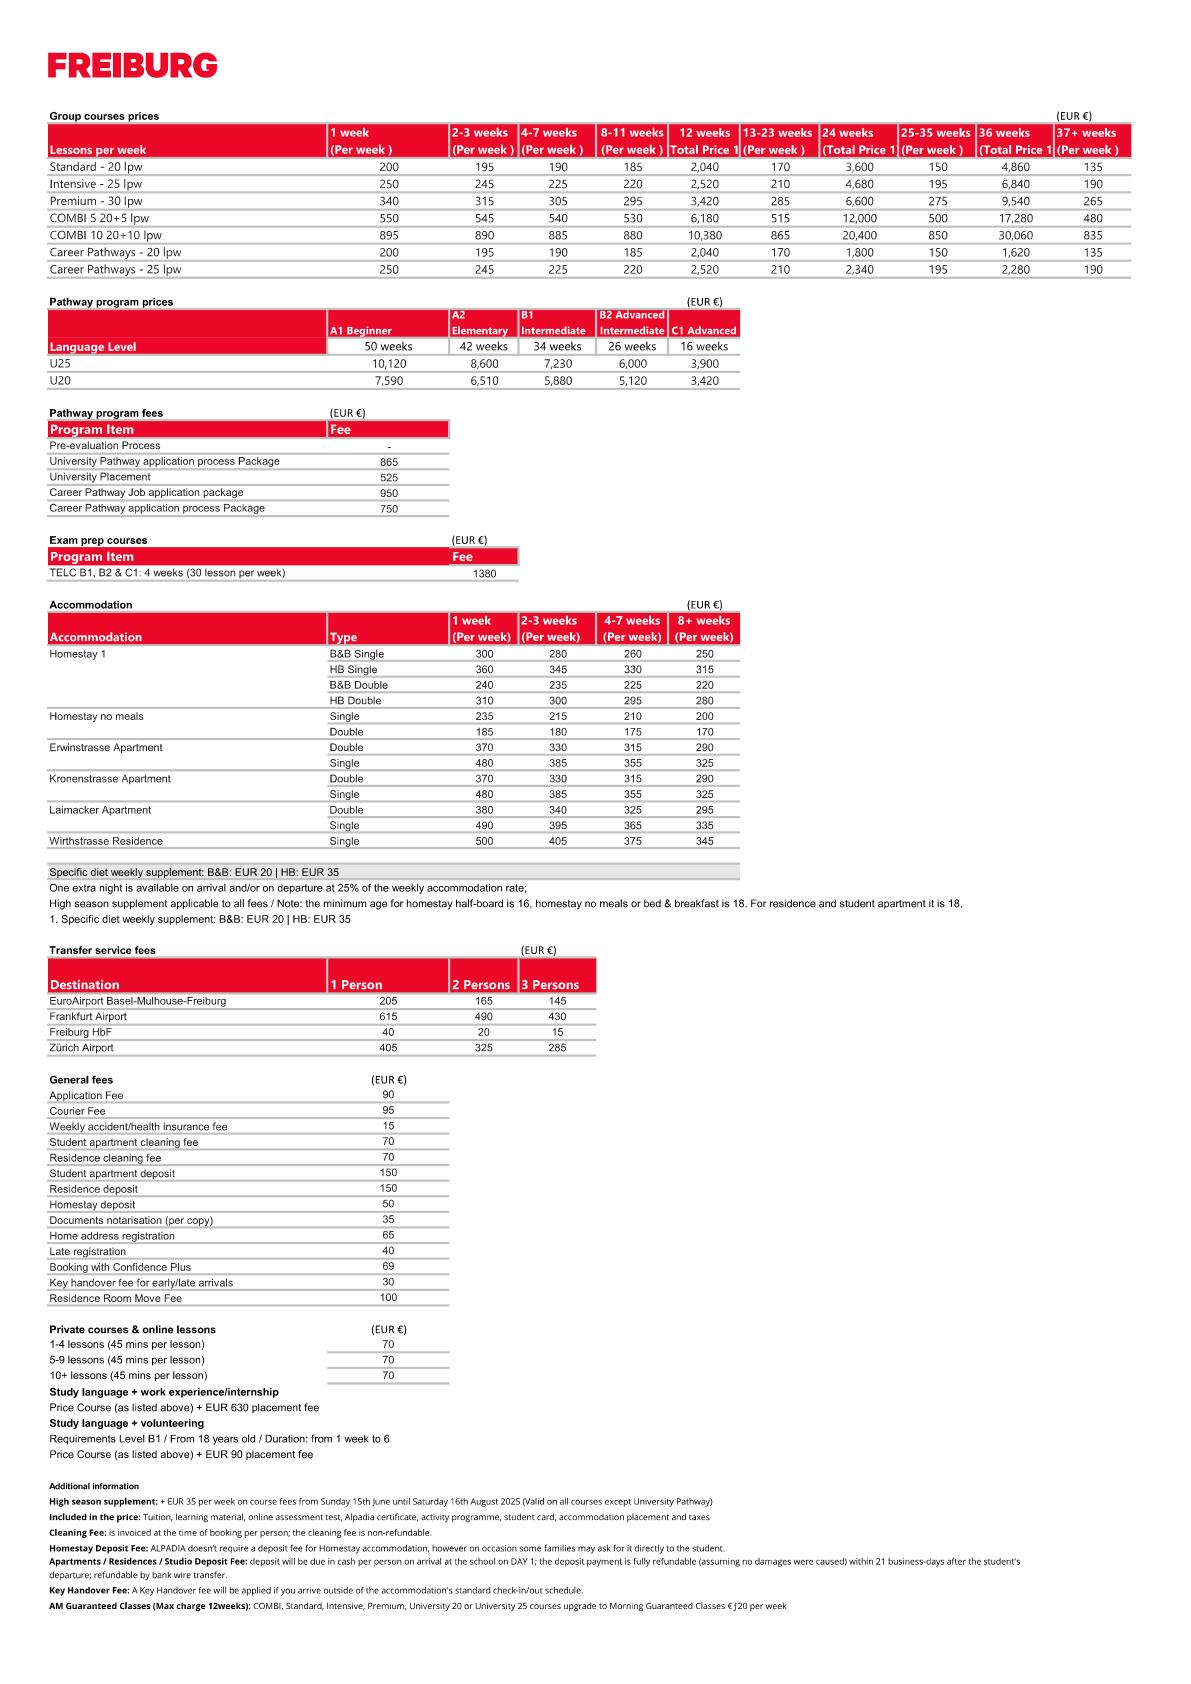 FREIBURG
Group courses prices (EUR €)
1 week 2-3 weeks 4-7 weeks 8-11 weeks 12 weeks 13-23 weeks 24 weeks 25-35 weeks 36 weeks 37+ weeks
Lessons per week (Per week ) (Per week ) (Per week ) (Per week ) Total Price 1 (Per week ) (Total Price 1 (Per week ) (Total Price 1 (Per week )
Standard - 20 lpw 200 195 190 185 2,040 170 3,600 150 4,860 135
Intensive - 25 lpw 250 245 225 220 2,520 210 4,680 195 6,840 190
Premium - 30 lpw 340 315 305 295 3,420 285 6,600 275 9,540 265
COMBI 5 20+5 lpw 550 545 540 530 6,180 515 12,000 500 17,280 480
COMBI 10 20+10 lpw 895 890 885 880 10,380 865 20,400 850 30,060 835
Career Pathways - 20 lpw 200 195 190 185 2,040 170 1,800 150 1,620 135
Career Pathways - 25 lpw 250 245 225 220 2,520 210 2,340 195 2,280 190
Pathway program prices (EUR €)
A2 B1 B2 Advanced
A1 Beginner Elementary Intermediate Intermediate C1 Advanced
Language Level 50 weeks 42 weeks 34 weeks 26 weeks 16 weeks
U25 10,120 8,600 7,230 6,000 3,900
U20 7,590 6,510 5,880 5,120 3,420
Pathway program fees (EUR €)
Program Item Fee
Pre-evaluation Process -
University Pathway application process Package 865
University Placement 525
Career Pathway Job application package 950
Career Pathway application process Package 750
Exam prep courses (EUR €)
Program Item Fee
TELC B1, B2 & C1: 4 weeks (30 lesson per week) 1380
Accommodation (EUR €)
1 week 2-3 weeks 4-7 weeks 8+ weeks
Accommodation Type (Per week) (Per week) (Per week) (Per week)
Homestay 1 B&B Single 300 280 260 250
HB Single 360 345 330 315
B&B Double 240 235 225 220
HB Double 310 300 295 280
Homestay no meals Single 235 215 210 200
Double 185 180 175 170
Erwinstrasse Apartment Double 370 330 315 290
Single 480 385 355 325
Kronenstrasse Apartment Double 370 330 315 290
Single 480 385 355 325
Laimacker Apartment Double 380 340 325 295
Single 490 395 365 335
Wirthstrasse Residence Single 500 405 375 345
Specific diet weekly supplement: B&B: EUR 20 | HB: EUR 35
One extra night is available on arrival and/or on departure at 25% of the weekly accommodation rate;
High season supplement applicable to all fees / Note: the minimum age for homestay half-board is 16, homestay no meals or bed & breakfast is 18. For residence and student apartment it is 18.
1. Specific diet weekly supplement: B&B: EUR 20 | HB: EUR 35
Transfer service fees (EUR €)
Destination 1 Person 2 Persons 3 Persons
EuroAirport Basel-Mulhouse-Freiburg 205 165 145
Frankfurt Airport 615 490 430
Freiburg HbF 40 20 15
Zürich Airport 405 325 285
General fees (EUR €)
Application Fee 90
Courier Fee 95
Weekly accident/health insurance fee 15
Student apartment cleaning fee 70
Residence cleaning fee 70
Student apartment deposit 150
Residence deposit 150
Homestay deposit 50
Documents notarisation (per copy) 35
Home address registration 65
Late registration 40
Booking with Confidence Plus 69
Key handover fee for early/late arrivals 30
Residence Room Move Fee 100
Private courses & online lessons (EUR €)
1-4 lessons (45 mins per lesson) 70
5-9 lessons (45 mins per lesson) 70
10+ lessons (45 mins per lesson) 70
Study language + work experience/internship
Price Course (as listed above) + EUR 630 placement fee
Study language + volunteering
Requirements Level B1 / From 18 years old / Duration: from 1 week to 6
Price Course (as listed above) + EUR 90 placement fee
Additional information
High season supplement: + EUR 35 per week on course fees from Sunday 15th June until Saturday 16th August 2025 (Valid on all courses except University Pathway)
Included in the price: Tuition, learning material, online assessment test, Alpadia certificate, activity programme, student card, accommodation placement and taxes
Cleaning Fee: is invoiced at the time of booking per person; the cleaning fee is non-refundable.
Homestay Deposit Fee: ALPADIA doesn't require a deposit fee for Homestay accommodation, however on occasion some families may ask for it directly to the student.
Apartments / Residences / Studio Deposit Fee: deposit will be due in cash per person on arrival at the school on DAY 1; the deposit payment is fully refundable (assuming no damages were caused) within 21 business-days after the student's
departure; refundable by bank wire transfer.
Key Handover Fee: A Key Handover fee will be applied if you arrive outside of the accommodation's standard check-in/out schedule.
AM Guaranteed Classes (Max charge 12weeks): COMBI, Standard, Intensive, Premium, University 20 or University 25 courses upgrade to Morning Guaranteed Classes €ƒ20 per week